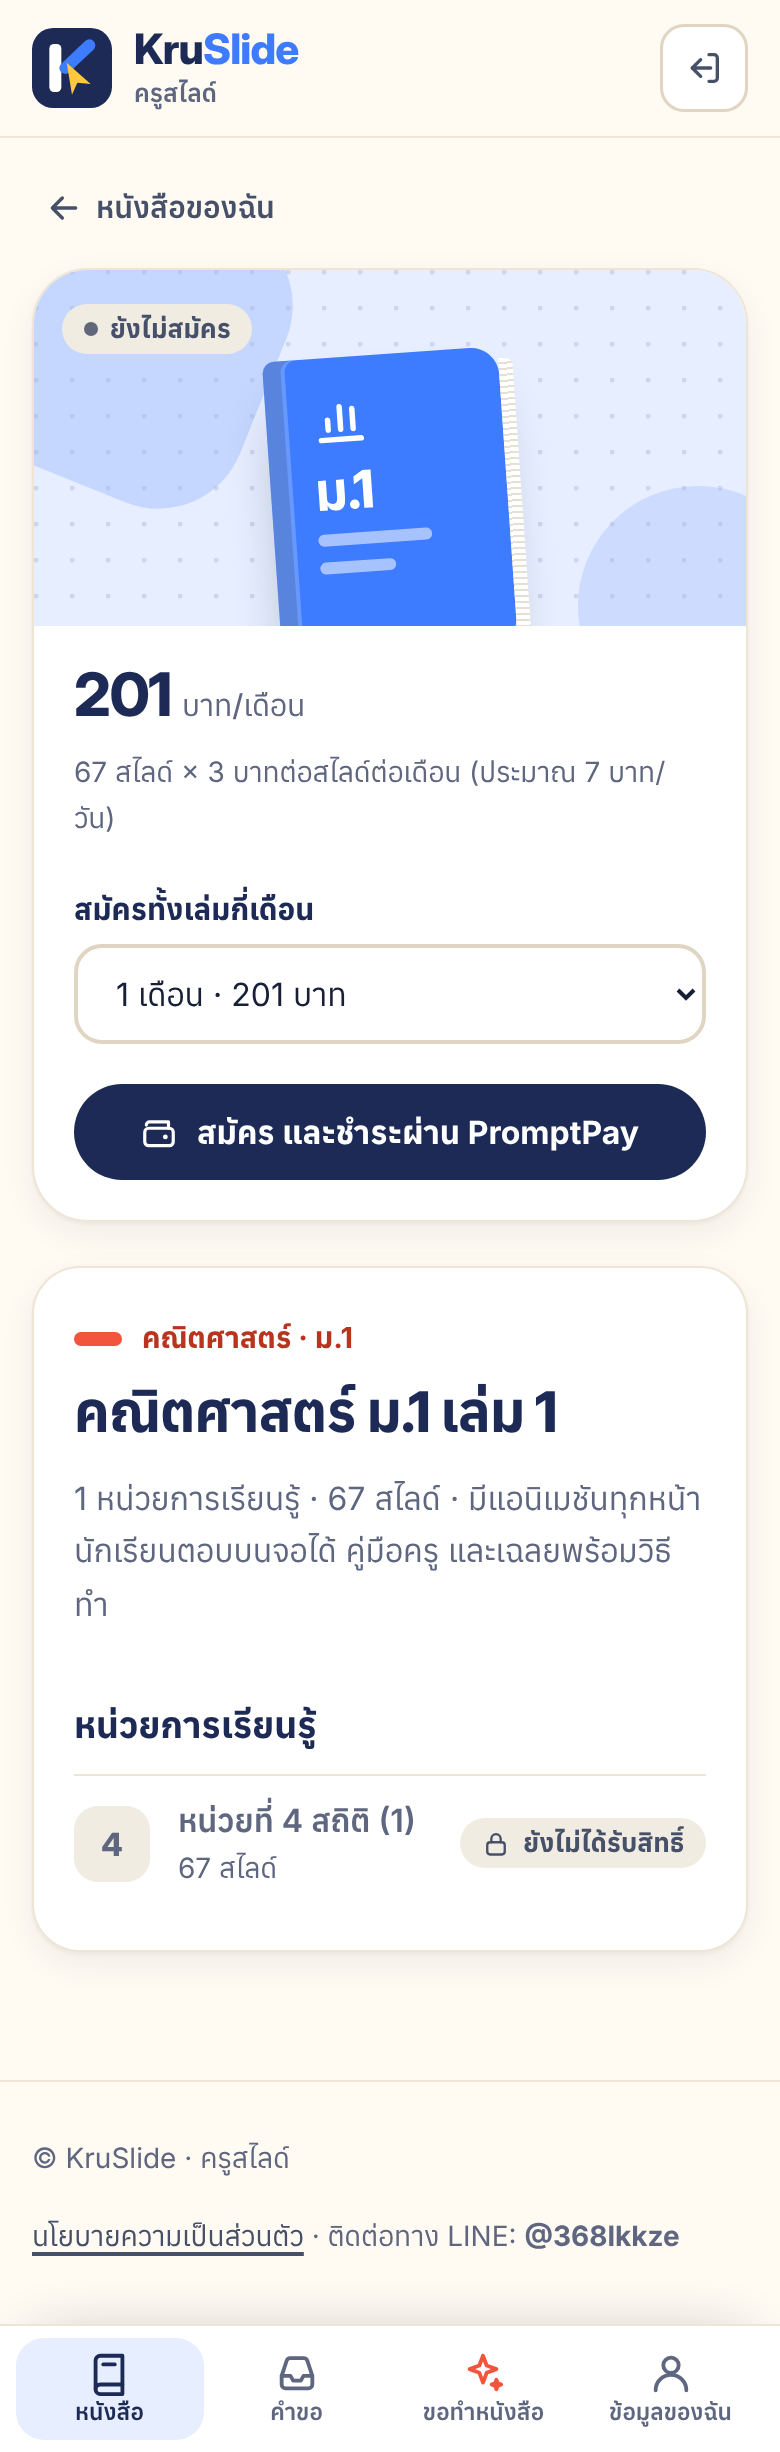 KruSlide
ครูสไลด์
หนังสือของฉัน
ยังไม่สมัคร
ม.1
201 บาท/เดือน
67 สไลด์ × 3 บาทต่อสไลด์ต่อเดือน (ประมาณ 7 บาท/
วัน)
สมัครทั้งเล่มกี่เดือน
1 เดือน · 201 บาท
สมัคร และชำระผ่าน PromptPay
คณิตศาสตร์ · ม.1
คณิตศาสตร์ ม.1 เล่ม 1
1 หน่วยการเรียนรู้ · 67 สไลด์ · มีแอนิเมชันทุกหน้า
นักเรียนตอบบนจอได้ คู่มือครู และเฉลยพร้อมวิธี
ทำ
หน่วยการเรียนรู้
4
หน่วยที่ 4 สถิติ (1)
67 สไลด์
ยังไม่ได้รับสิทธิ์
© KruSlide · ครูสไลด์
นโยบายความเป็นส่วนตัว · ติดต่อทาง LINE: @368lkkze
หนังสือ
คำขอ
ขอทำหนังสือ
ข้อมูลของฉัน